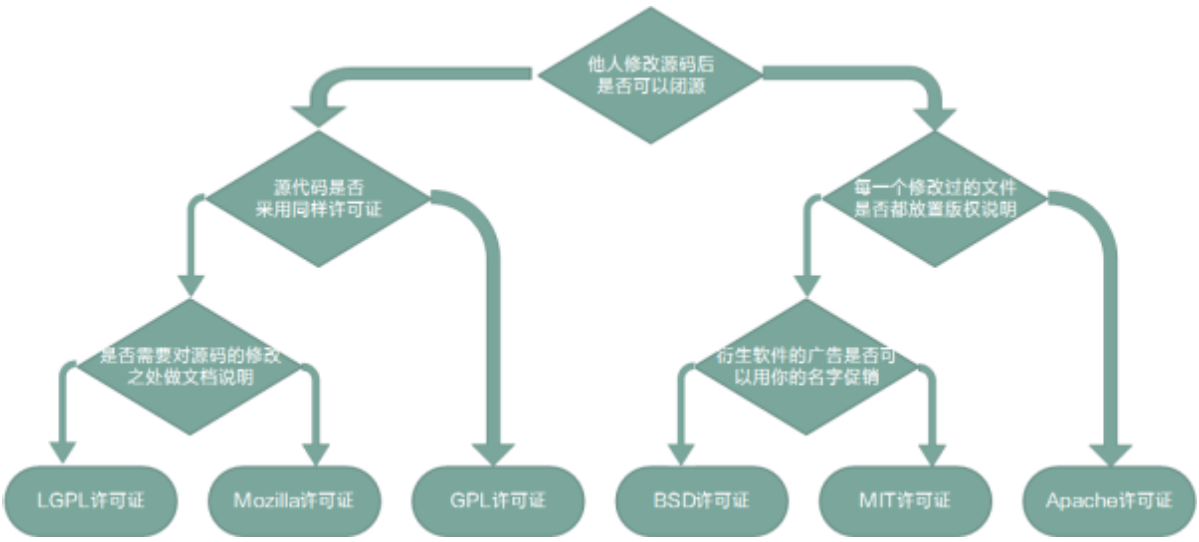 他人修改源码后
是否可以闭源
源代码是否
采用同样许可证
每一个修改过的文件
是否都放置版权说明
是否需要对源码的修改
之处做文档说明
衍生软件的广告是否可
以用你的名字促销
LGPL许可证
Mozilla许可证
GPL许可证
BSD许可证
MIT许可证
Apache许可证